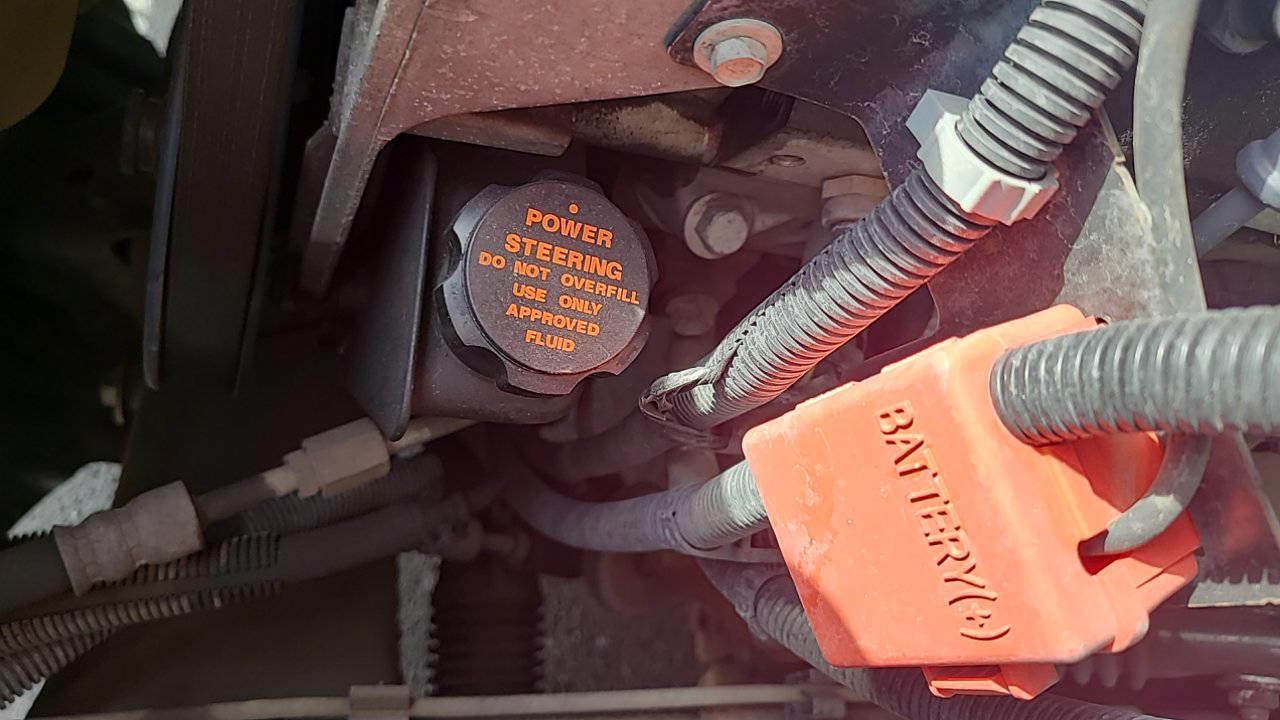 POWER
STEERING
DO NOT OVERFILL
USE ONLY
APPROVED
FLUID
BATTERY(+)